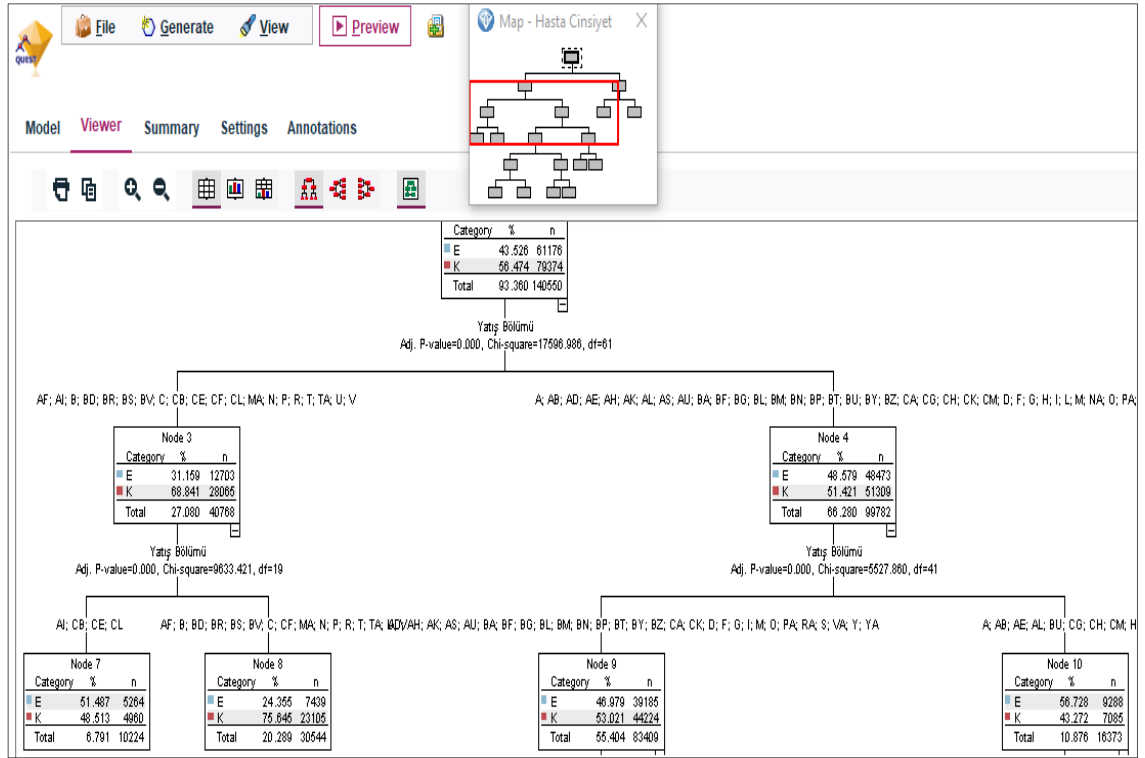 File Generate View Preview
Map - Hasta Cinsiyet X
QUEST
Model Viewer Summary Settings Annotations
Category % n
E 43.526 61176
K 56.474 79374
Total 93.360 140550
Yatış Bölümü
Adj. P-value=0.000, Chi-square=17596.986, df=61
AF; AI; B; BD; BR; BS; BV; C; CB; CE; CF; CL; MA; N; P; R; T; TA; U; V
A; AB; AD; AE; AH; AK; AL; AS; AU; BA; BF; BG; BL; BM; BN; BP; BT; BU; BY; BZ; CA; CG; CH; CK; CM; D; F; G; H; I; L; M; NA; O; PA;
Node 3
Category % n
E 31.159 12703
K 68.841 28065
Total 27.080 40768
Node 4
Category % n
E 48.579 48473
K 51.421 51309
Total 66.280 99782
Yatış Bölümü
Adj. P-value=0.000, Chi-square=9633.421, df=19
Yatış Bölümü
Adj. P-value=0.000, Chi-square=5527.860, df=41
AI; CB; CE; CL
AF; B; BD; BR; BS; BV; C; CF; MA; N; P; R; T; TA;
AH; AK; AS; AU; BA; BF; BG; BL; BM; BN; BP; BT; BY; BZ; CA; CK; D; F; G; I; M; O; PA; RA; S; VA; Y; YA
A; AB; AE; AL; BU; CG; CH; CM; H
Node 7
Category % n
E 51.487 5264
K 48.513 4960
Total 6.791 10224
Node 8
Category % n
E 24.355 7439
K 75.645 23105
Total 20.289 30544
Node 9
Category % n
E 46.979 39185
K 53.021 44224
Total 55.404 83409
Node 10
Category % n
E 56.728 9288
K 43.272 7085
Total 10.876 16373